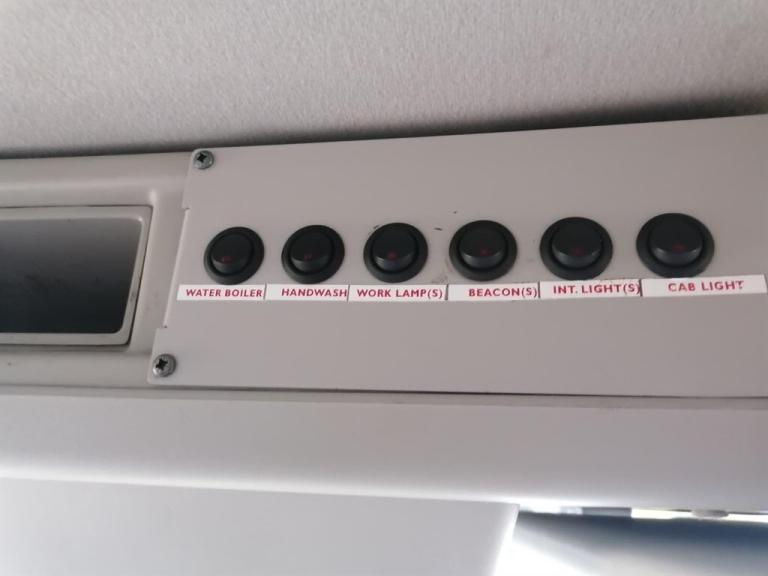 WATER BOILER
HANDWASH
WORK LAMP(S)
BEACON(S)
INT. LIGHT(S)
CAB LIGHT